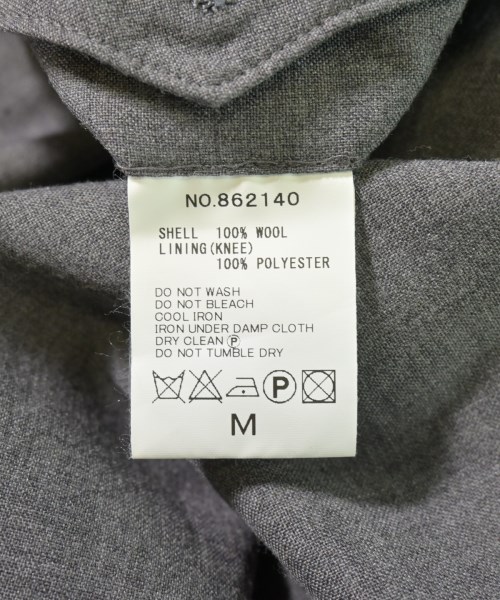 NO.862140
SHELL 100% WOOL
LINING(KNEE)
100% POLYESTER
DO NOT WASH
DO NOT BLEACH
COOL IRON
IRON UNDER DAMP CLOTH
DRY CLEAN Ⓟ
DO NOT TUMBLE DRY
P
M